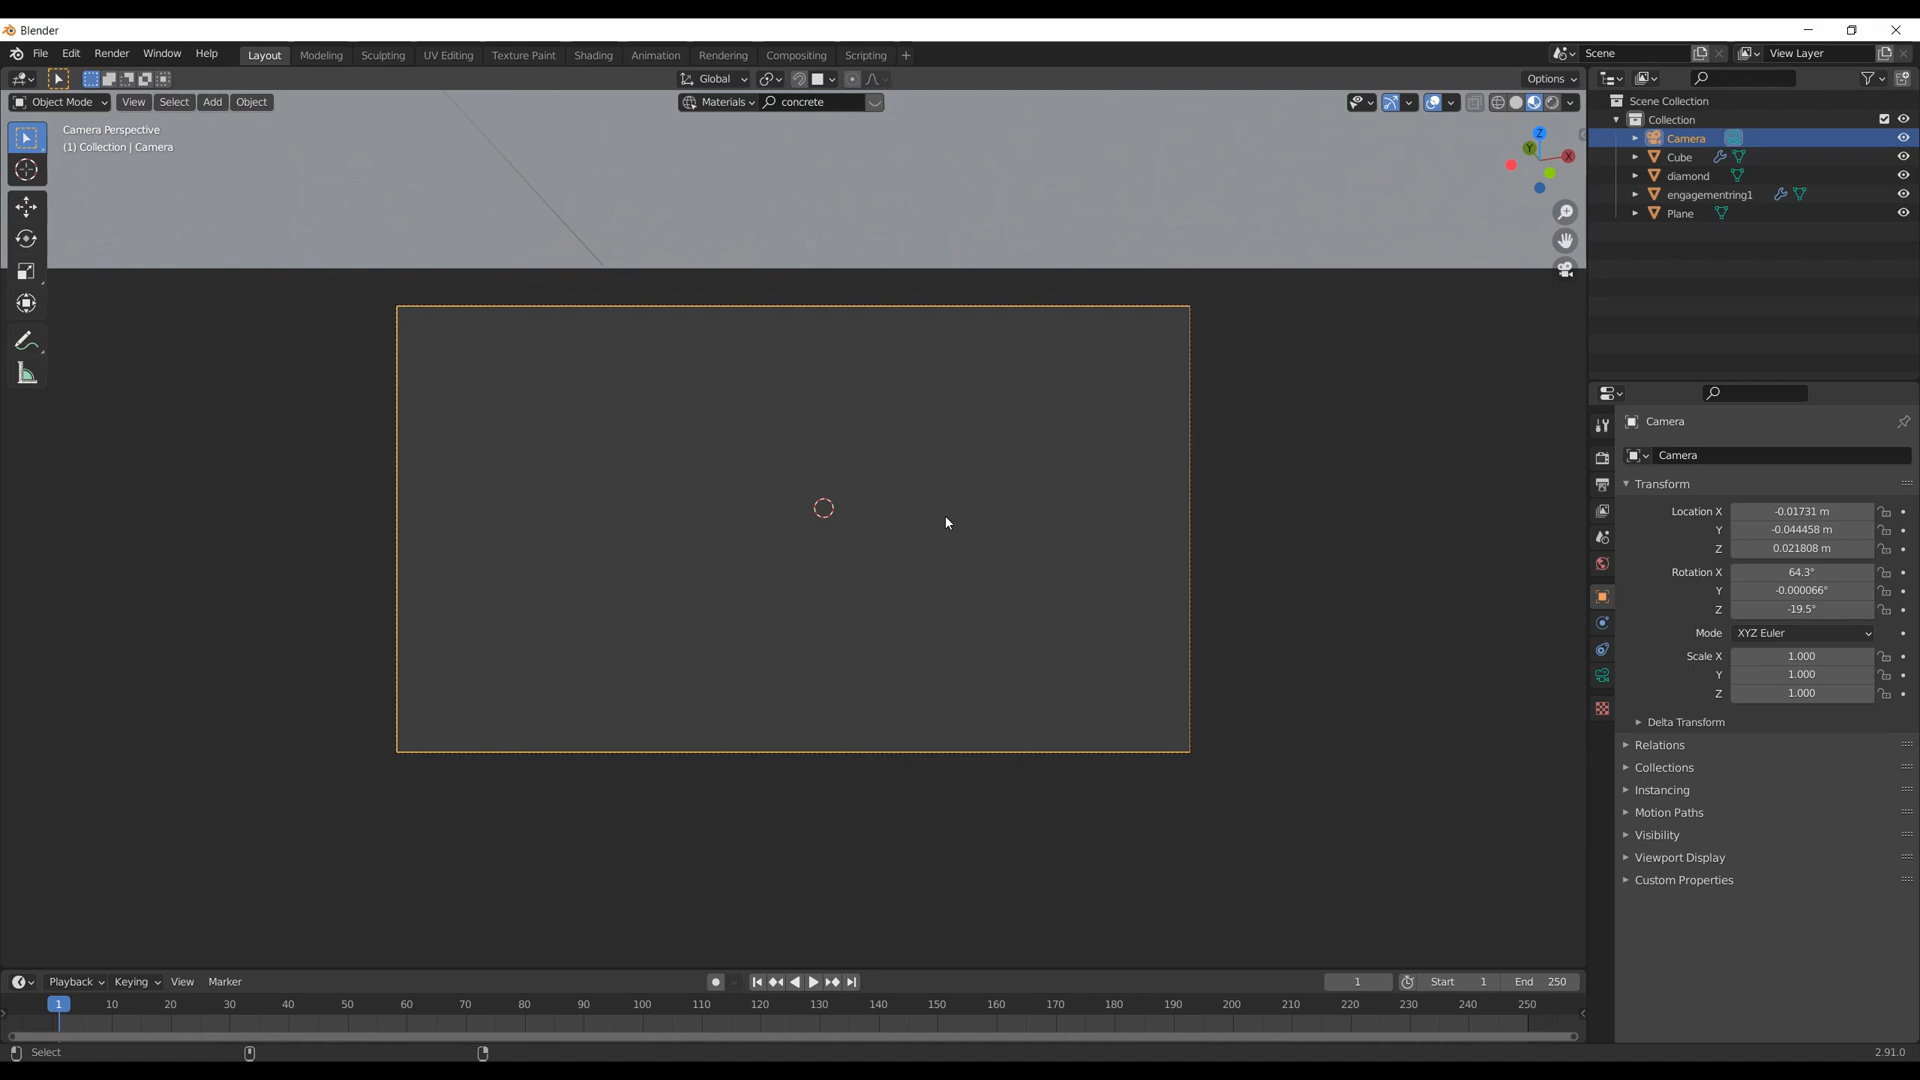 Blender
File Edit Render Window Help Layout Modeling Sculpting UV Editing Texture Paint Shading Animation Rendering Compositing Scripting + Scene View Layer
Global Options
Object Mode View Select Add Object Materials concrete
Camera Perspective
(1) Collection | Camera
Z
Y
X
Scene Collection
Collection
Camera
Cube
diamond
engagementring1
Plane
Camera
Camera
Transform
Location X -0.01731 m
Y -0.044458 m
Z 0.021808 m
Rotation X 64.3°
Y -0.000066°
Z -19.5°
Mode XYZ Euler
Scale X 1.000
Y 1.000
Z 1.000
Delta Transform
Relations
Collections
Instancing
Motion Paths
Visibility
Viewport Display
Custom Properties
Playback Keying View Marker 1 Start 1 End 250
1 10 20 30 40 50 60 70 80 90 100 110 120 130 140 150 160 170 180 190 200 210 220 230 240 250
Select 2.91.0